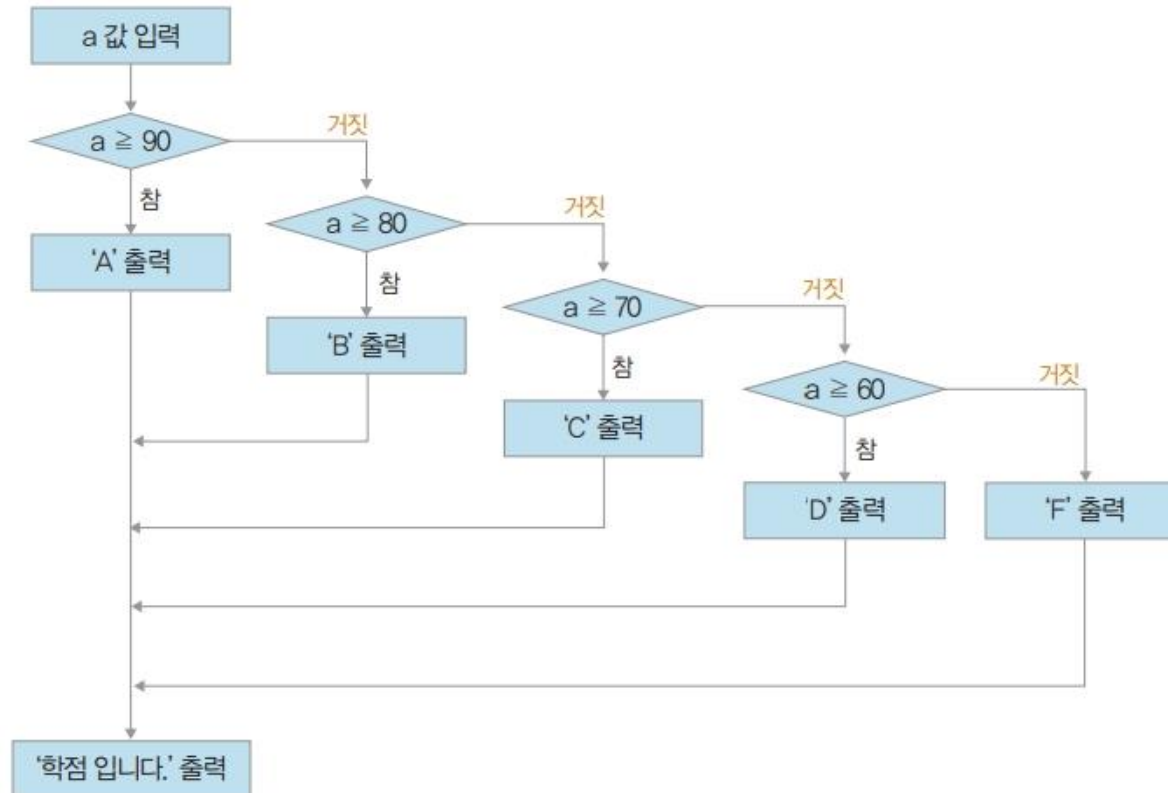 a 값 입력
a ≧ 90
거짓
참
‘A’ 출력
a ≧ 80
거짓
참
‘B’ 출력
a ≧ 70
거짓
참
‘C’ 출력
a ≧ 60
거짓
참
‘D’ 출력
‘F’ 출력
‘학점 입니다.’ 출력